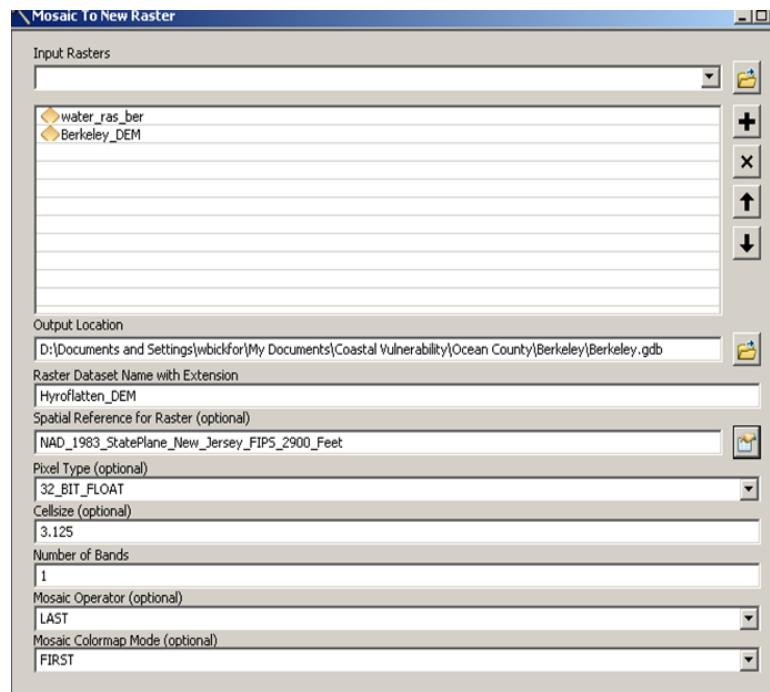 Mosaic To New Raster
Input Rasters
water_ras_ber
Berkeley_DEM
Output Location
D:\Documents and Settings\wbickfor\My Documents\Coastal Vulnerability\Ocean County\Berkeley\Berkeley.gdb
Raster Dataset Name with Extension
Hyroflatten_DEM
Spatial Reference for Raster (optional)
NAD_1983_StatePlane_New_Jersey_FIPS_2900_Feet
Pixel Type (optional)
32_BIT_FLOAT
Cellsize (optional)
3.125
Number of Bands
1
Mosaic Operator (optional)
LAST
Mosaic Colormap Mode (optional)
FIRST